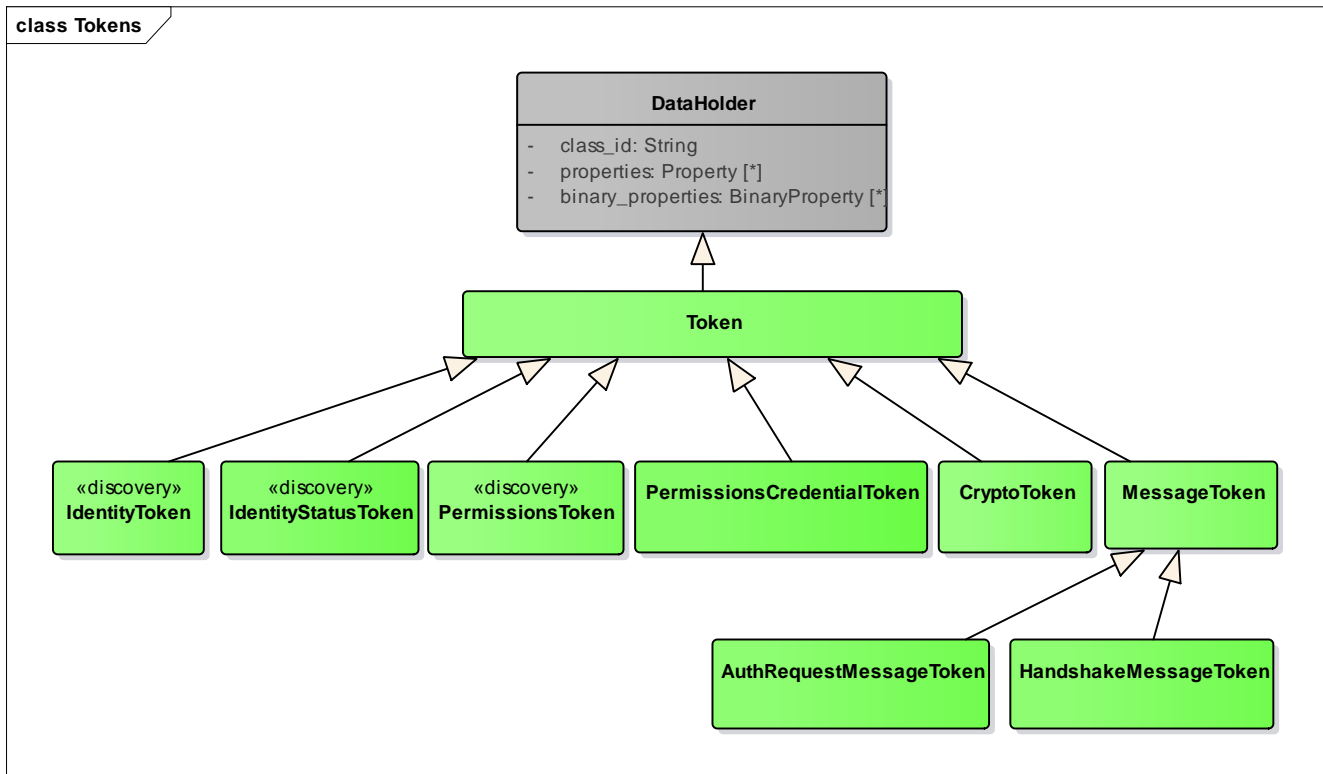 class Tokens
DataHolder
- class_id: String
- properties: Property [*]
- binary_properties: BinaryProperty [*]
Token
«discovery»
IdentityToken
«discovery»
IdentityStatusToken
«discovery»
PermissionsToken
PermissionsCredentialToken
CryptoToken
MessageToken
AuthRequestMessageToken
HandshakeMessageToken